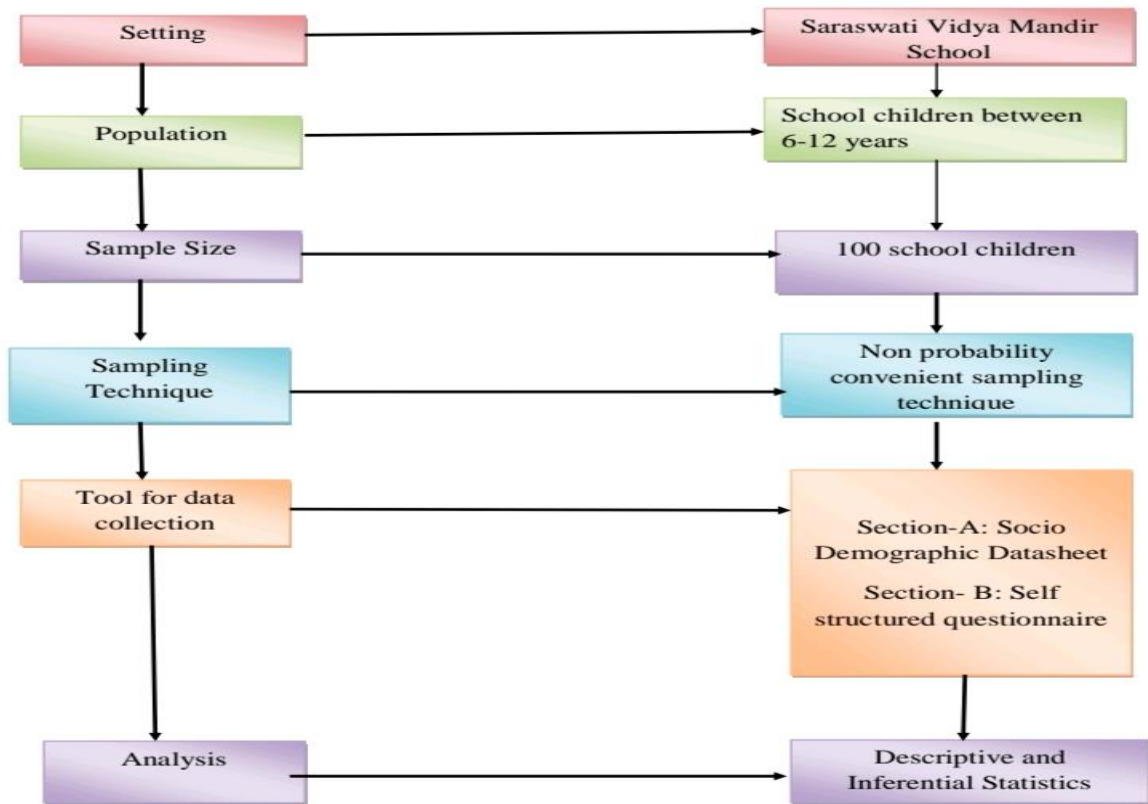 Setting
Saraswati Vidya Mandir
School
Population
School children between
6-12 years
Sample Size
100 school children
Sampling
Technique
Non probability
convenient sampling
technique
Tool for data
collection
Section-A: Socio
Demographic Datasheet
Section- B: Self
structured questionnaire
Analysis
Descriptive and
Inferential Statistics